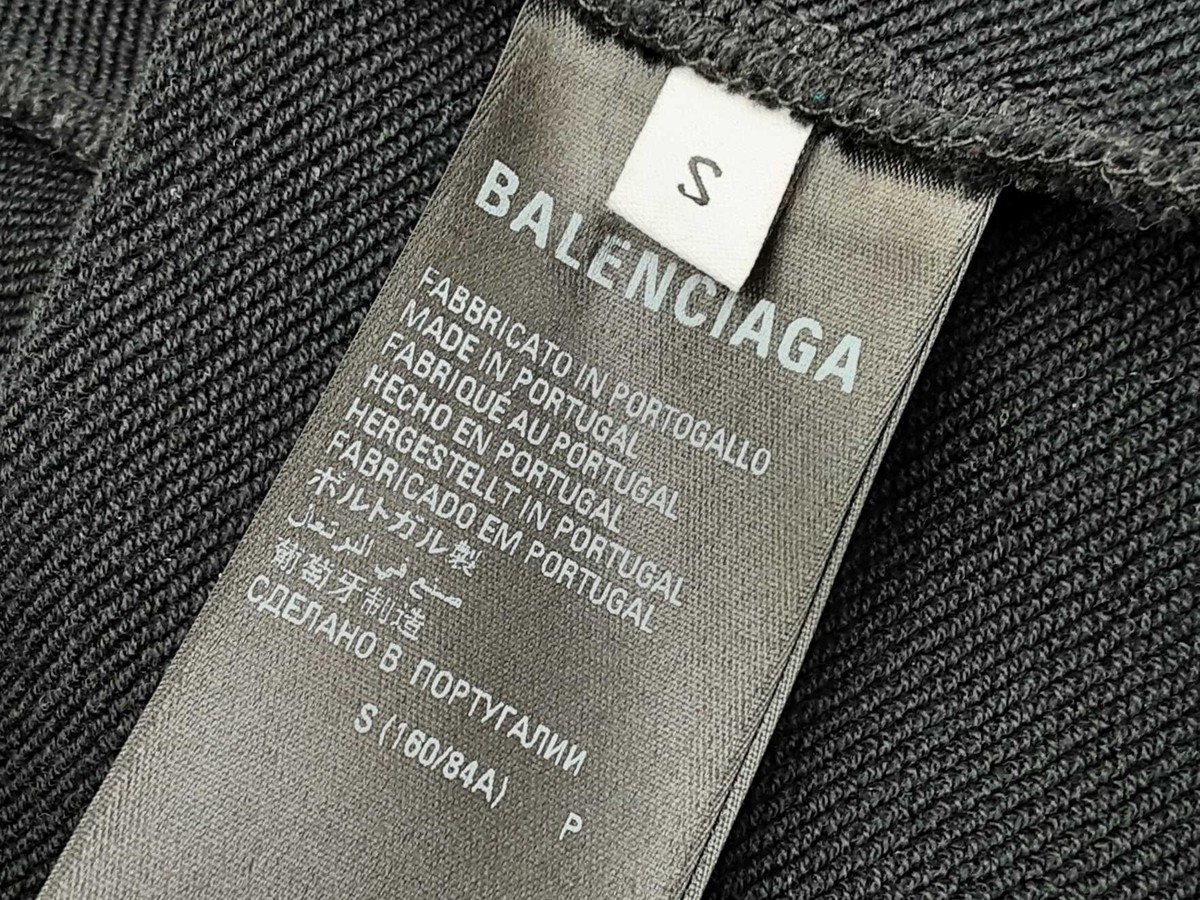 S
BALENCIAGA
FABBRICATO IN PORTOGALLO
MADE IN PORTUGAL
FABRIQUÉ AU PORTUGAL
HECHO EN PORTUGAL
HERGESTELLT IN PORTUGAL
FABRICADO EM PORTUGAL
ポルトガル製
صنع في البرتغال
葡萄牙制造
СДЕЛАНО В ПОРТУГАЛИИ
S (160/84A)
P